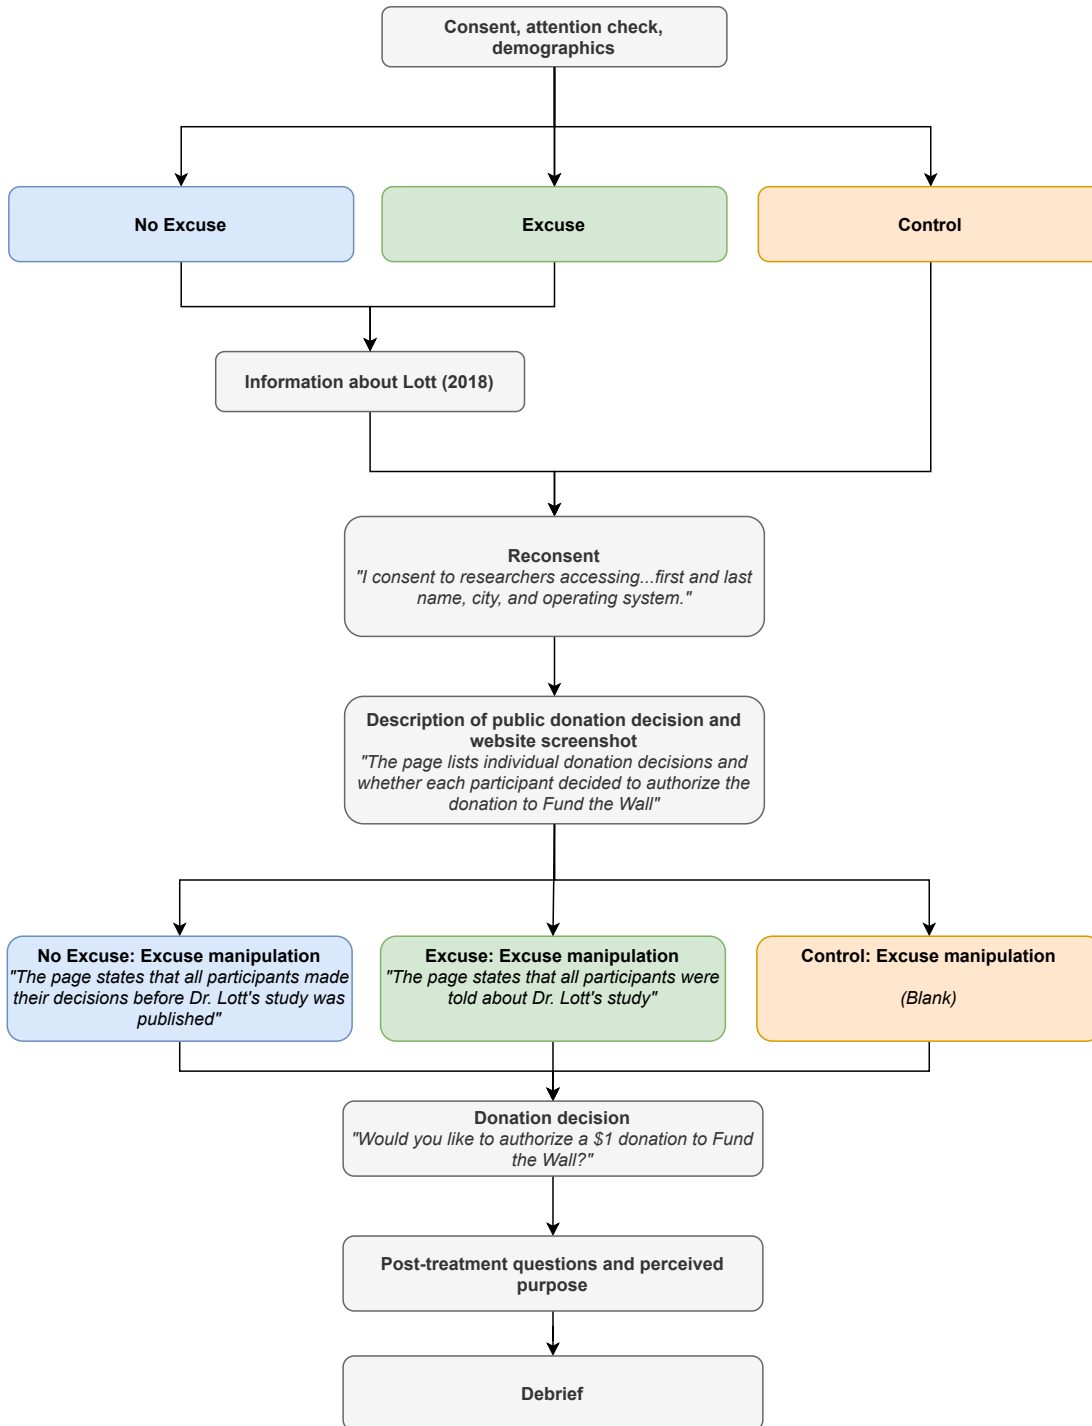 Consent, attention check,
demographics
No Excuse
Excuse
Control
Information about Lott (2018)
Reconsent
"I consent to researchers accessing...first and last
name, city, and operating system."
Description of public donation decision and
website screenshot
"The page lists individual donation decisions and
whether each participant decided to authorize the
donation to Fund the Wall"
No Excuse: Excuse manipulation
"The page states that all participants made
their decisions before Dr. Lott's study was
published"
Excuse: Excuse manipulation
"The page states that all participants were
told about Dr. Lott's study"
Control: Excuse manipulation
(Blank)
Donation decision
"Would you like to authorize a $1 donation to Fund
the Wall?"
Post-treatment questions and perceived
purpose
Debrief